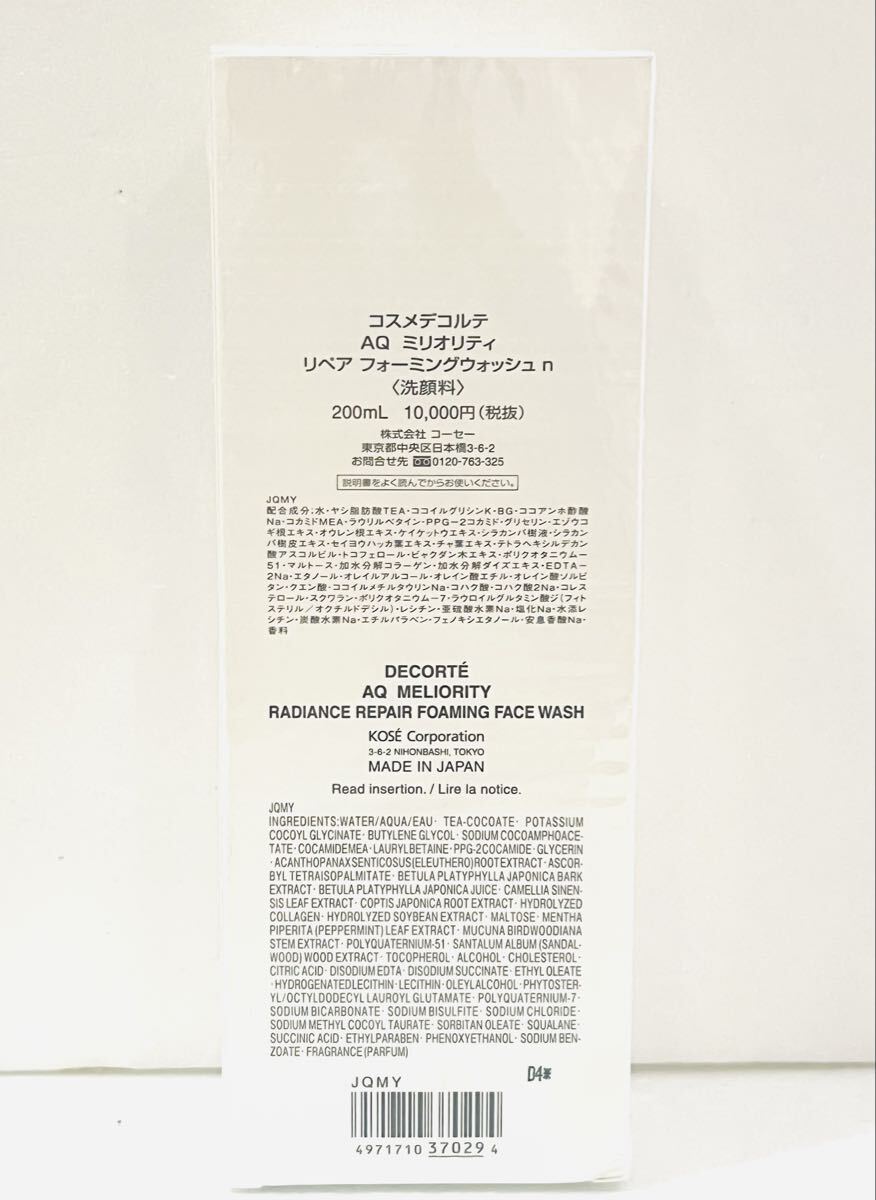 コスメデコルテ
AQ ミリオリティ
リペア フォーミングウォッシュ n
〈洗顔料〉
200mL 10,000円(税抜)
株式会社 コーセー
東京都中央区日本橋3-6-2
お問合せ先 0120-763-325
説明書をよく読んでからお使いください。
JQMY
配合成分:水・ヤシ脂肪酸TEA・ココイルグリシンK・BG・ココアンホ酢酸
Na・コカミドMEA・ラウリルベタイン・PPG-2コカミド・グリセリン・エゾウコ
ギ根エキス・オウレン根エキス・ケイケットウエキス・シラカンバ樹液・シラカン
バ樹皮エキス・セイヨウハッカ葉エキス・チャ葉エキス・テトラヘキシルデカン
酸アスコルビル・トコフェロール・ビャクダン木エキス・ポリクオタニウム-
51・マルトース・加水分解コラーゲン・加水分解ダイズエキス・EDTA-
2Na・エタノール・オレイルアルコール・オレイン酸エチル・オレイン酸ソルビ
タン・クエン酸・ココイルメチルタウリンNa・コハク酸・コハク酸2Na・コレス
テロール・スクワラン・ポリクオタニウム-7・ラウロイルグルタミン酸ジ(フィト
ステリル/オクチルドデシル)・レシチン・亜硫酸水素Na・塩化Na・水添レ
シチン・炭酸水素Na・エチルパラベン・フェノキシエタノール・安息香酸Na・
香料
DECORTÉ
AQ MELIORITY
RADIANCE REPAIR FOAMING FACE WASH
KOSÉ Corporation
3-6-2 NIHONBASHI, TOKYO
MADE IN JAPAN
Read insertion. / Lire la notice.
JQMY
INGREDIENTS:WATER/AQUA/EAU· TEA-COCOATE· POTASSIUM
COCOYL GLYCINATE· BUTYLENE GLYCOL· SODIUM COCOAMPHOACE-
TATE· COCAMIDE MEA· LAURYL BETAINE· PPG-2 COCAMIDE· GLYCERIN
· ACANTHOPANAX SENTICOSUS (ELEUTHERO) ROOT EXTRACT· ASCOR-
BYL TETRAISOPALMITATE· BETULA PLATYPHYLLA JAPONICA BARK
EXTRACT· BETULA PLATYPHYLLA JAPONICA JUICE· CAMELLIA SINEN-
SIS LEAF EXTRACT· COPTIS JAPONICA ROOT EXTRACT· HYDROLYZED
COLLAGEN· HYDROLYZED SOYBEAN EXTRACT· MALTOSE· MENTHA
PIPERITA (PEPPERMINT) LEAF EXTRACT· MUCUNA BIRDWOODIANA
STEM EXTRACT· POLYQUATERNIUM-51· SANTALUM ALBUM (SANDAL-
WOOD) WOOD EXTRACT· TOCOPHEROL· ALCOHOL· CHOLESTEROL·
CITRIC ACID· DISODIUM EDTA· DISODIUM SUCCINATE· ETHYL OLEATE
· HYDROGENATED LECITHIN· LECITHIN· OLEYL ALCOHOL· PHYTOSTER-
YL/OCTYLDODECYL LAUROYL GLUTAMATE· POLYQUATERNIUM-7·
SODIUM BICARBONATE· SODIUM BISULFITE· SODIUM CHLORIDE·
SODIUM METHYL COCOYL TAURATE· SORBITAN OLEATE· SQUALANE·
SUCCINIC ACID· ETHYLPARABEN· PHENOXYETHANOL· SODIUM BEN-
ZOATE· FRAGRANCE (PARFUM)
JQMY
4971710 37029 4